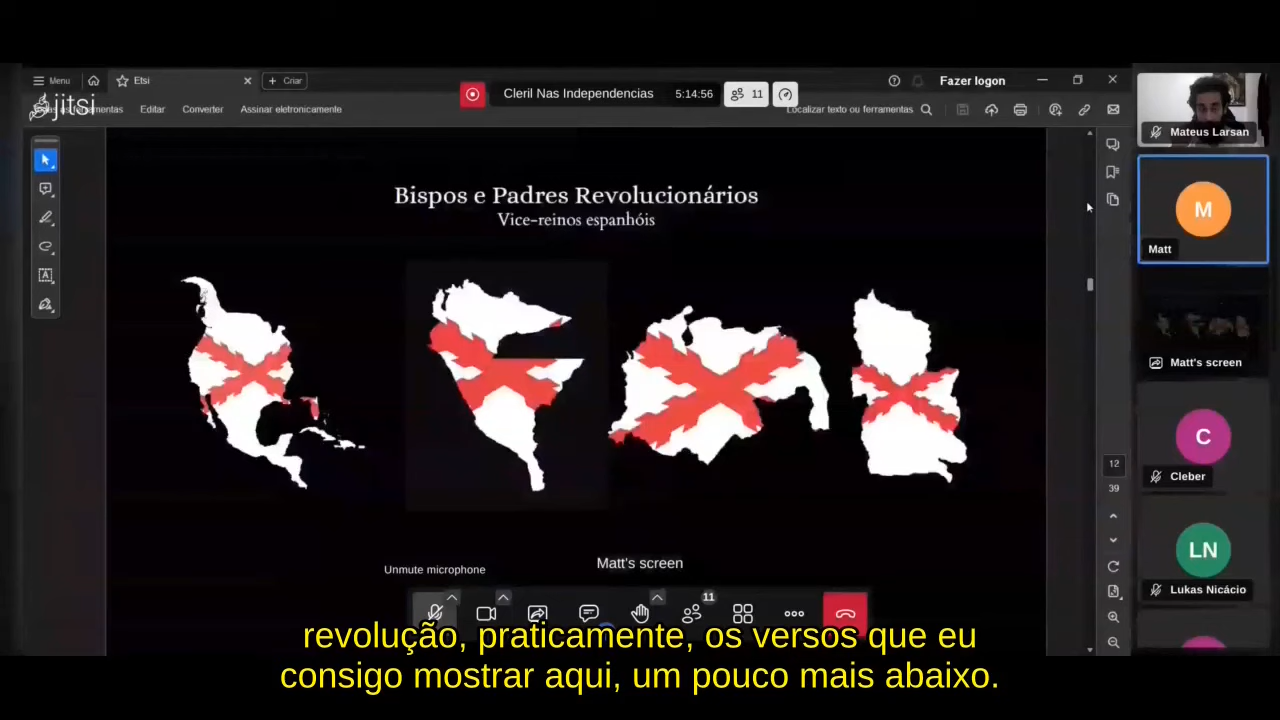 Menu
Etsi
Criar
Cleril Nas Independencias
5:14:56
11
Fazer logon
jitsi
Editar
Converter
Assinar eletronicamente
Localizar texto ou ferramentas
Mateus Larsan
Bispos e Padres Revolucionários
Vice-reinos espanhóis
M
Matt
Matt's screen
C
Cleber
12
39
LN
Lukas Nicácio
Matt's screen
Unmute microphone
11
revolução, praticamente, os versos que eu
consigo mostrar aqui, um pouco mais abaixo.